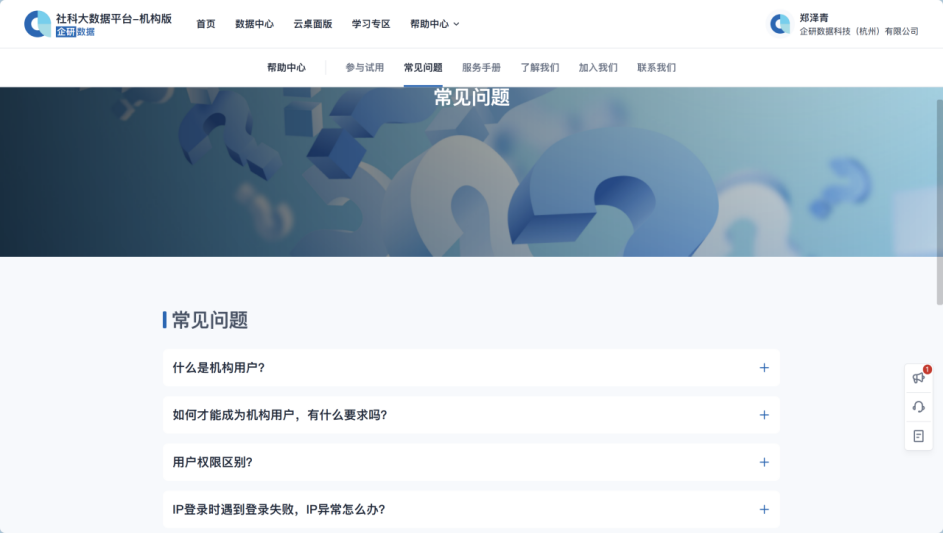 社科大数据平台-机构版
企研数据
首页 数据中心 云桌面版 学习专区 帮助中心
郑泽青
企研数据科技（杭州）有限公司
帮助中心 参与试用 常见问题 服务手册 了解我们 加入我们 联系我们
常见问题
常见问题
什么是机构用户?
如何才能成为机构用户，有什么要求吗?
用户权限区别?
IP登录时遇到登录失败，IP异常怎么办?
1